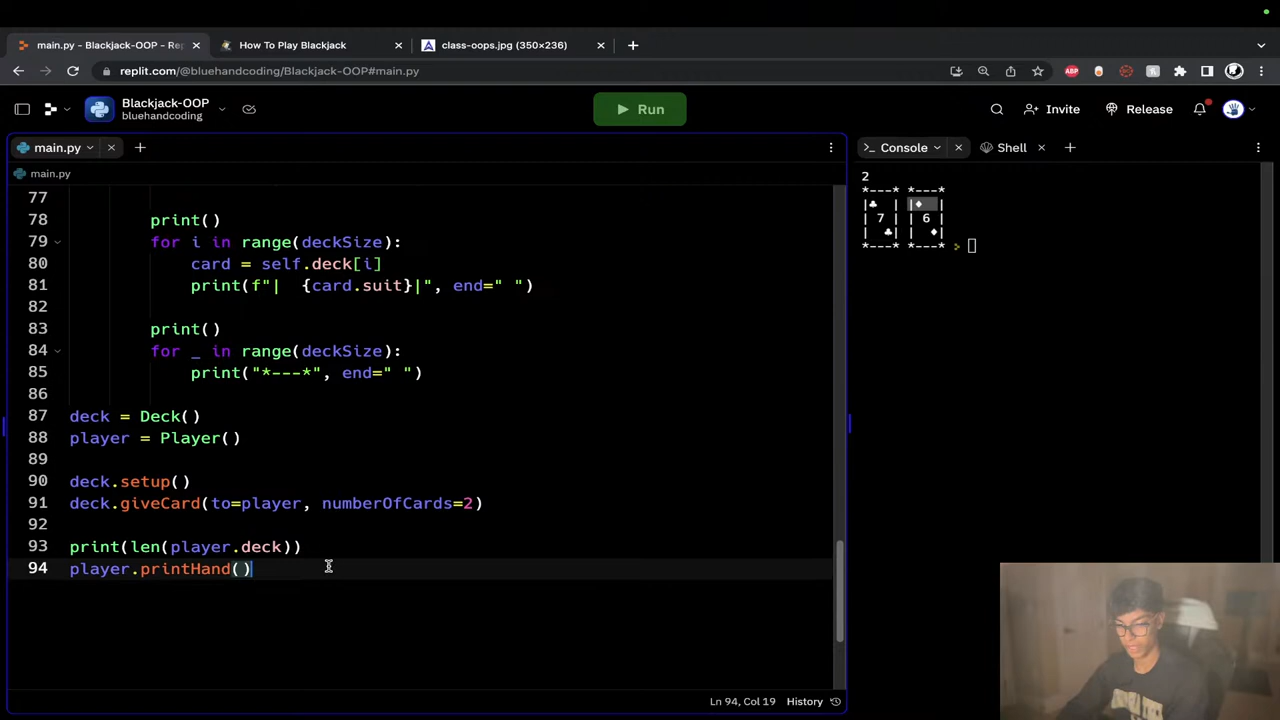 main.py - Blackjack-OOP - Rep
How To Play Blackjack
class-oops.jpg (350×236)
replit.com/@bluehandcoding/Blackjack-OOP#main.py
Blackjack-OOP
bluehandcoding
Run
Invite
Release
main.py
Console
Shell
main.py
77
78 print()
79 for i in range(deckSize):
80 card = self.deck[i]
81 print(f"|  {card.suit}|", end=" ")
82
83 print()
84 for _ in range(deckSize):
85 print("*---*", end=" ")
86
87 deck = Deck()
88 player = Player()
89
90 deck.setup()
91 deck.giveCard(to=player, numberOfCards=2)
92
93 print(len(player.deck))
94 player.printHand()
2
*---* *---*
|♣  | |♦  |
| 7 | | 6 |
|  ♣| |  ♦|
*---* *---* >
Ln 94, Col 19
History